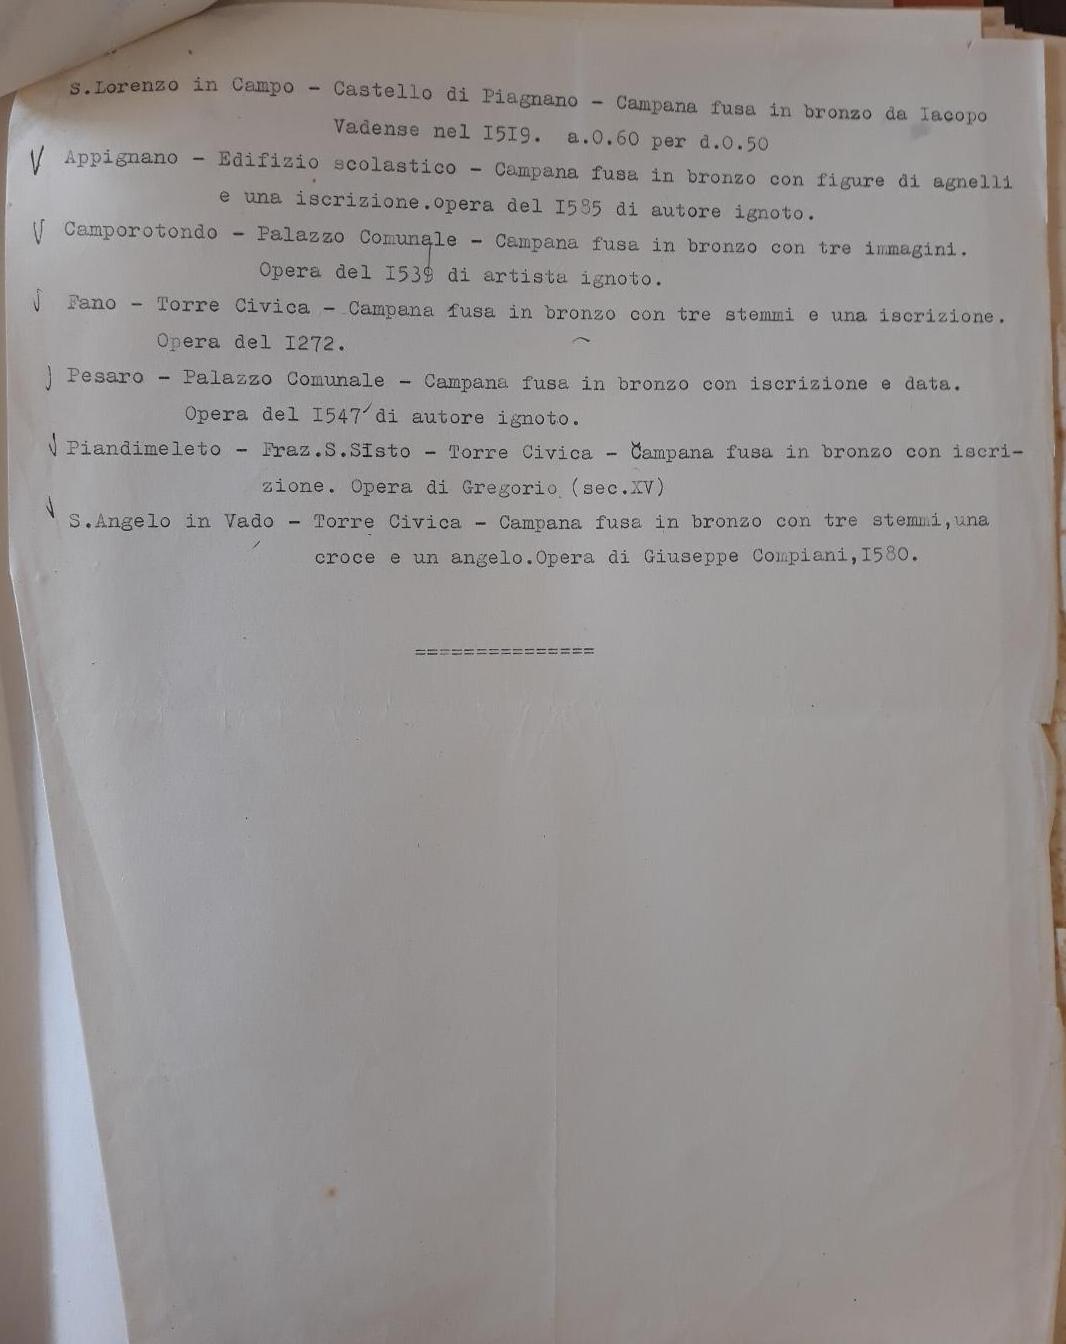 S.Lorenzo in Campo - Castello di Piagnano - Campana fusa in bronzo da Iacopo
Vadense nel I5I9. a.0.60 per d.0.50
Appignano - Edifizio scolastico - Campana fusa in bronzo con figure di agnelli
e una iscrizione.opera del I585 di autore ignoto.
Camporotondo - Palazzo Comunale - Campana fusa in bronzo con tre immagini.
Opera del I539 di artista ignoto.
Fano - Torre Civica - Campana fusa in bronzo con tre stemmi e una iscrizione.
Opera del I272.
Pesaro - Palazzo Comunale - Campana fusa in bronzo con iscrizione e data.
Opera del I547 di autore ignoto.
Piandimeleto - Fraz.S.SIsto - Torre Civica - Campana fusa in bronzo con iscri-
zione. Opera di Gregorio (sec.XV)
S.Angelo in Vado - Torre Civica - Campana fusa in bronzo con tre stemmi,una
croce e un angelo.Opera di Giuseppe Compiani,I580.
===============